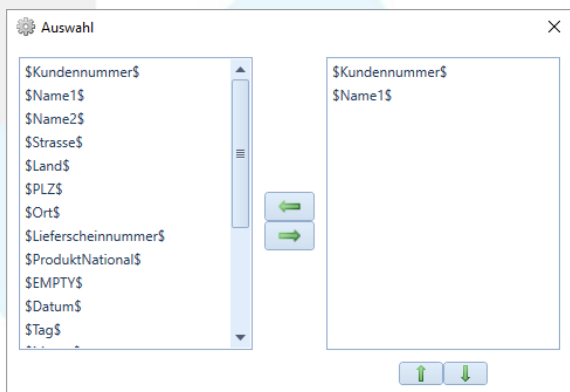 Auswahl
$Kundennummer$
$Name1$
$Name2$
$Strasse$
$Land$
$PLZ$
$Ort$
$Lieferscheinnummer$
$ProduktNational$
$EMPTY$
$Datum$
$Tag$
$Kundennummer$
$Name1$